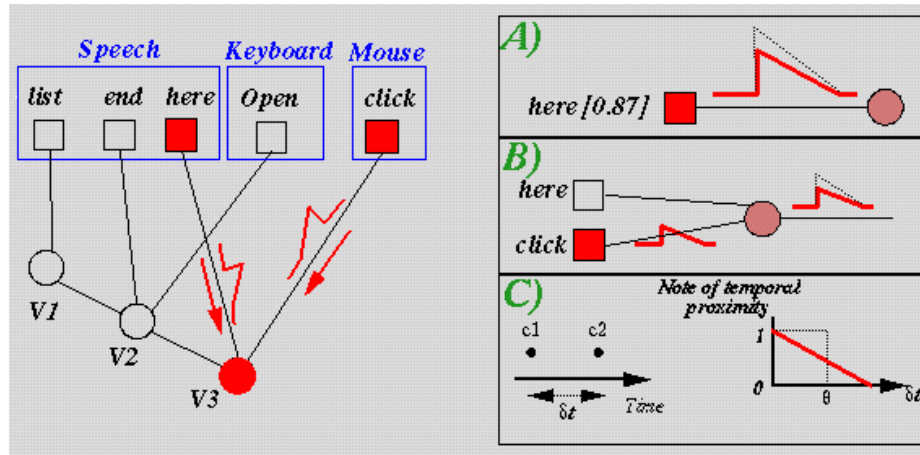 Speech Keyboard Mouse
list end here Open click
V1
V2
V3
A)
here [0.87]
B)
here
click
C)
Note of temporal
proximity
c1 c2
1
0
θ
δt
δt
Time